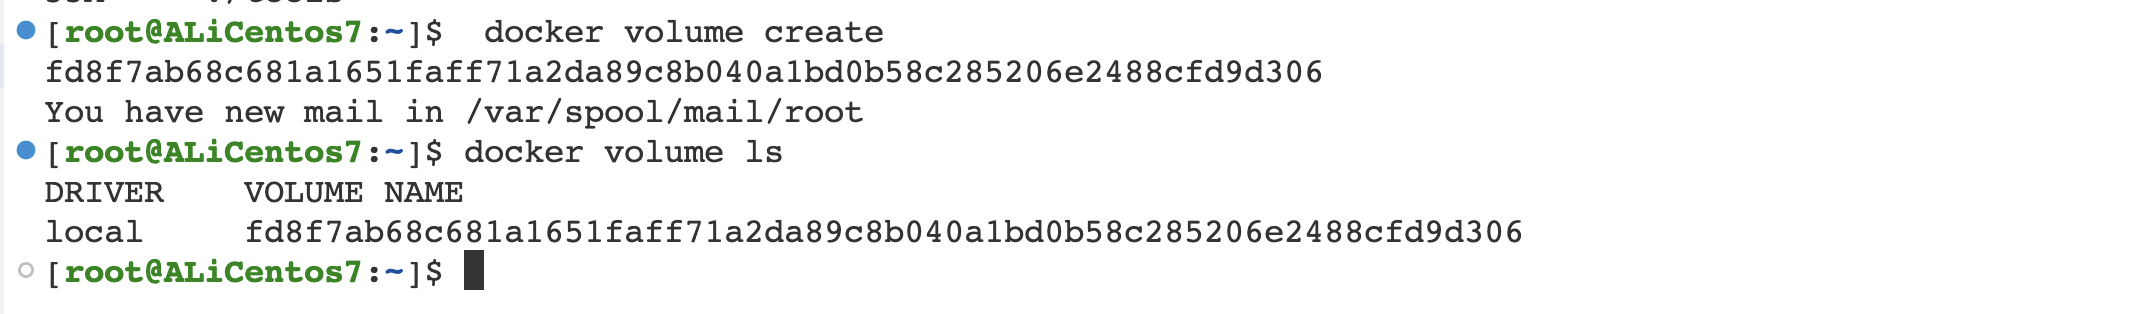 [root@ALiCentos7:~]$  docker volume create
fd8f7ab68c681a1651faff71a2da89c8b040a1bd0b58c285206e2488cfd9d306
You have new mail in /var/spool/mail/root
[root@ALiCentos7:~]$ docker volume ls
DRIVER    VOLUME NAME
local     fd8f7ab68c681a1651faff71a2da89c8b040a1bd0b58c285206e2488cfd9d306
[root@ALiCentos7:~]$